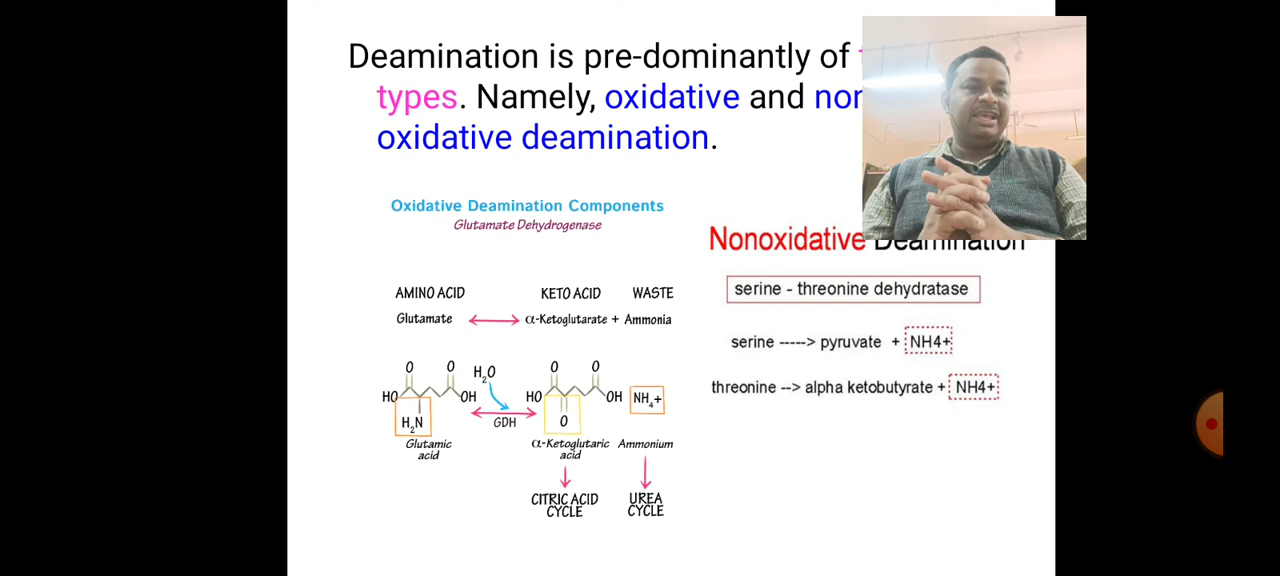 Deamination is pre-dominantly of
types. Namely, oxidative and
oxidative deamination.
Oxidative Deamination Components
Glutamate Dehydrogenase
Nonoxidative Deamination
serine - threonine dehydratase
AMINO ACID KETO ACID WASTE
Glutamate α-Ketoglutarate + Ammonia
serine -----> pyruvate + NH4+
threonine --> alpha ketobutyrate + NH4+
O O H₂O O O
HO OH HO OH NH₄+
H₂N GDH O
Glutamic acid
α-Ketoglutaric acid
Ammonium
CITRIC ACID CYCLE
UREA CYCLE